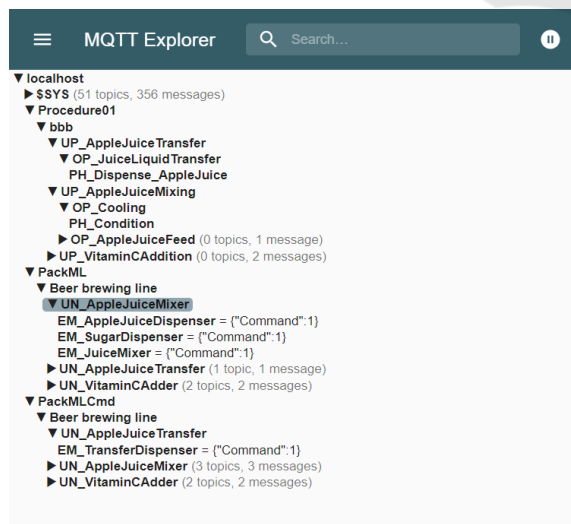 MQTT Explorer Search...
▼ localhost
▶ $SYS (51 topics, 356 messages)
▼ Procedure01
▼ bbb
▼ UP_AppleJuiceTransfer
▼ OP_JuiceLiquidTransfer
PH_Dispense_AppleJuice
▼ UP_AppleJuiceMixing
▼ OP_Cooling
PH_Condition
▶ OP_AppleJuiceFeed (0 topics, 1 message)
▶ UP_VitaminCAddition (0 topics, 2 messages)
▼ PackML
▼ Beer brewing line
▼ UN_AppleJuiceMixer
EM_AppleJuiceDispenser = {"Command":1}
EM_SugarDispenser = {"Command":1}
EM_JuiceMixer = {"Command":1}
▶ UN_AppleJuiceTransfer (1 topic, 1 message)
▶ UN_VitaminCAdder (2 topics, 2 messages)
▼ PackMLCmd
▼ Beer brewing line
▼ UN_AppleJuiceTransfer
EM_TransferDispenser = {"Command":1}
▶ UN_AppleJuiceMixer (3 topics, 3 messages)
▶ UN_VitaminCAdder (2 topics, 2 messages)